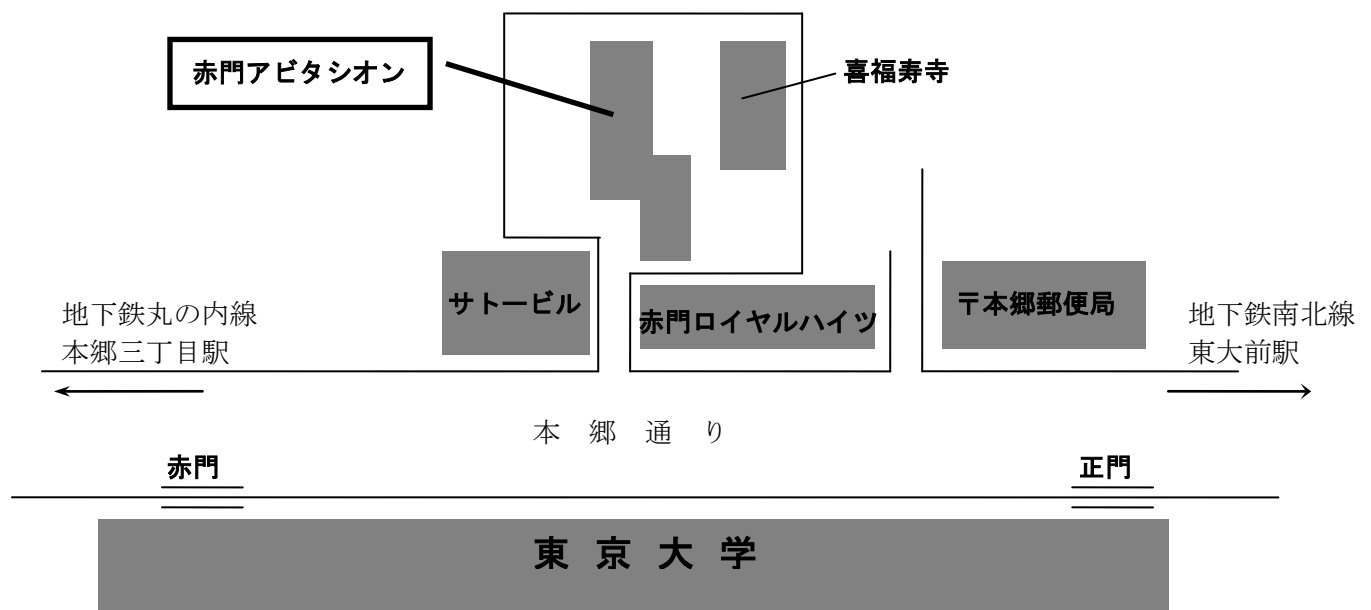 赤門アビタシオン
喜福寿寺
サトービル
赤門ロイヤルハイツ
〒本郷郵便局
地下鉄丸の内線
本郷三丁目駅
地下鉄南北線
東大前駅
本 郷 通 り
赤門
正門
東 京 大 学